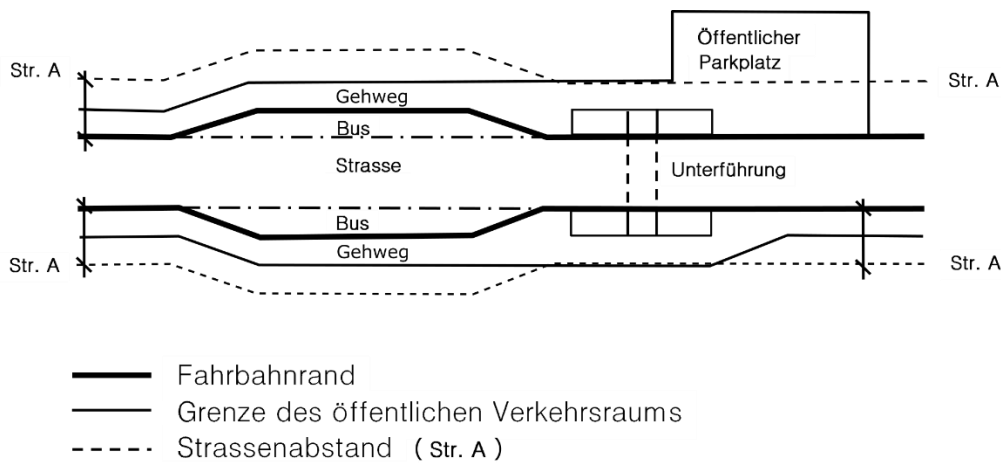 Öffentlicher
Parkplatz
Str. A
Str. A
Gehweg
Bus
Strasse
Unterführung
Bus
Gehweg
Str. A
Str. A
Fahrbahnrand
Grenze des öffentlichen Verkehrsraums
Strassenabstand ( Str. A )